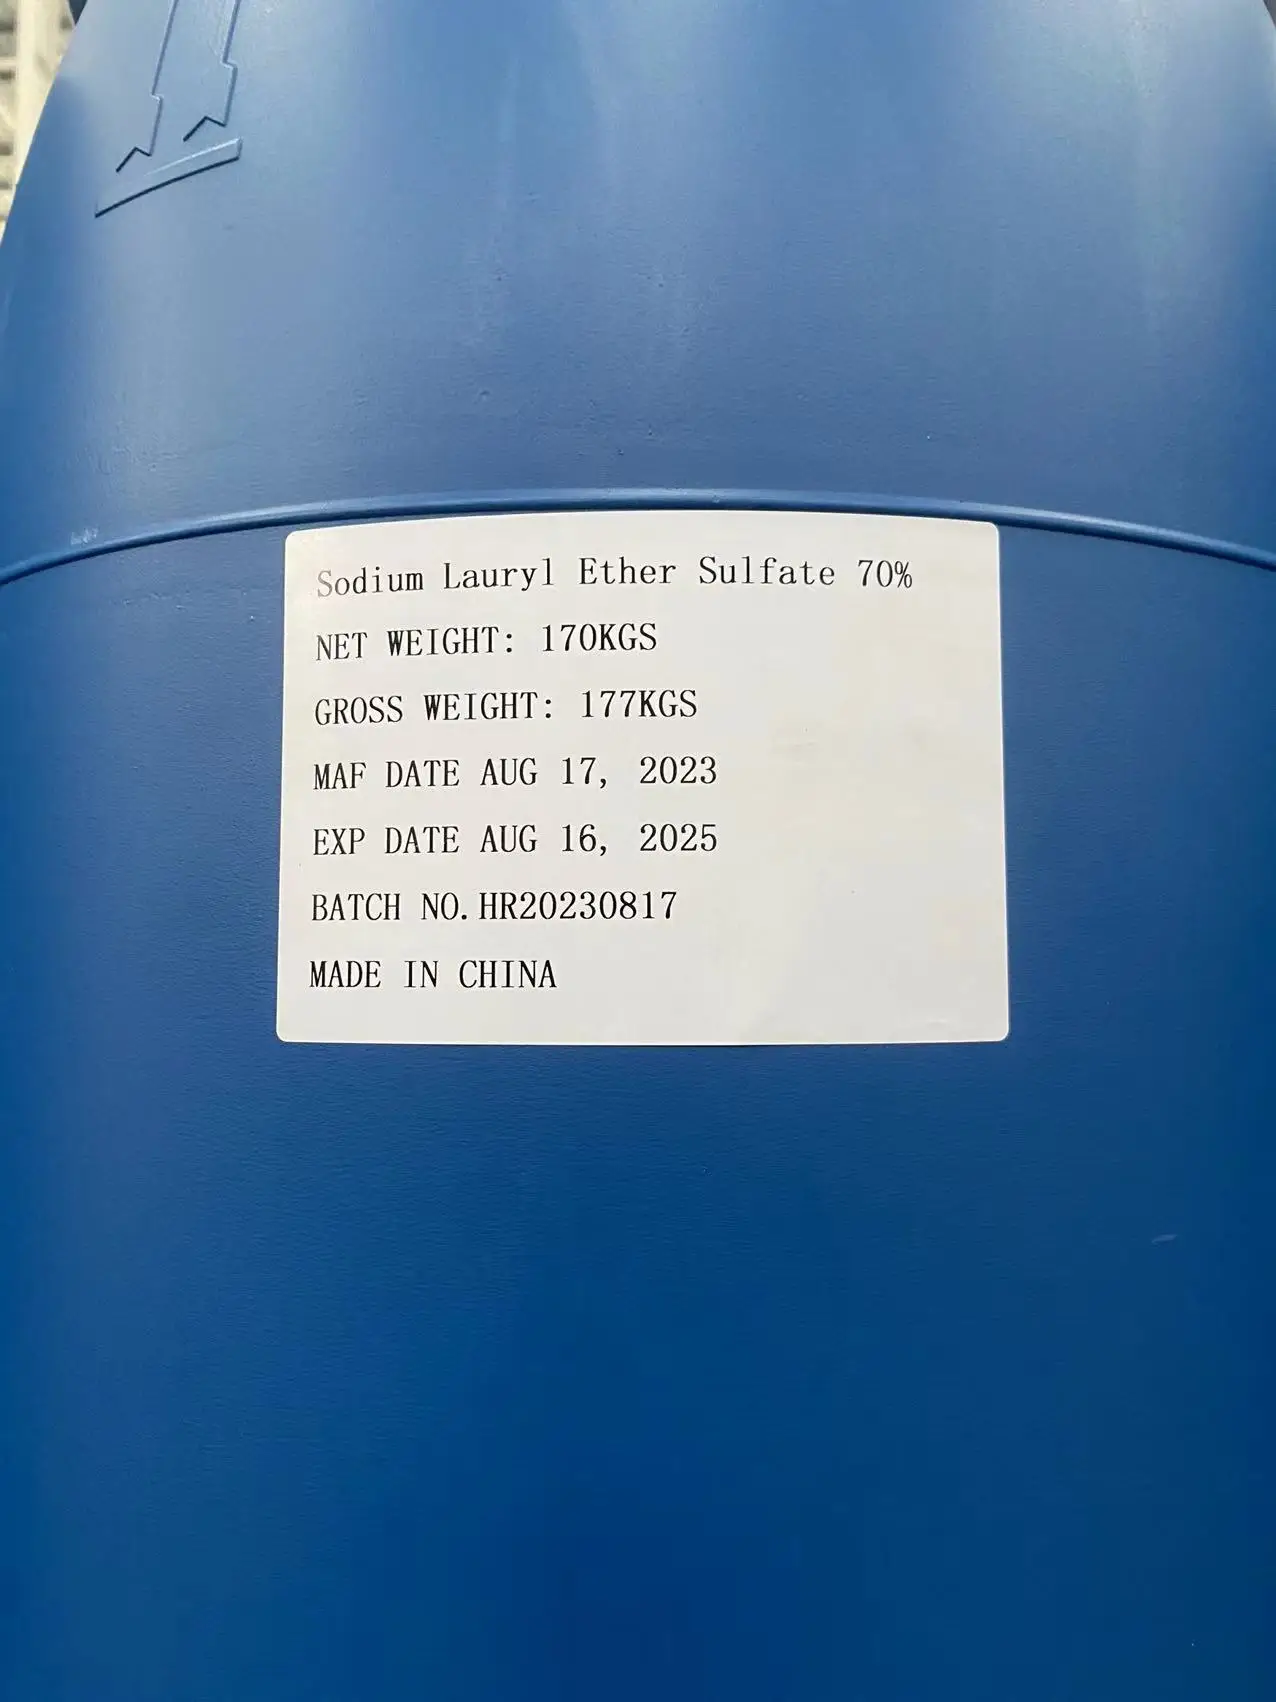 Sodium Lauryl Ether Sulfate 70%
NET WEIGHT: 170KGS
GROSS WEIGHT: 177KGS
MAF DATE AUG 17, 2023
EXP DATE AUG 16, 2025
BATCH NO.HR20230817
MADE IN CHINA